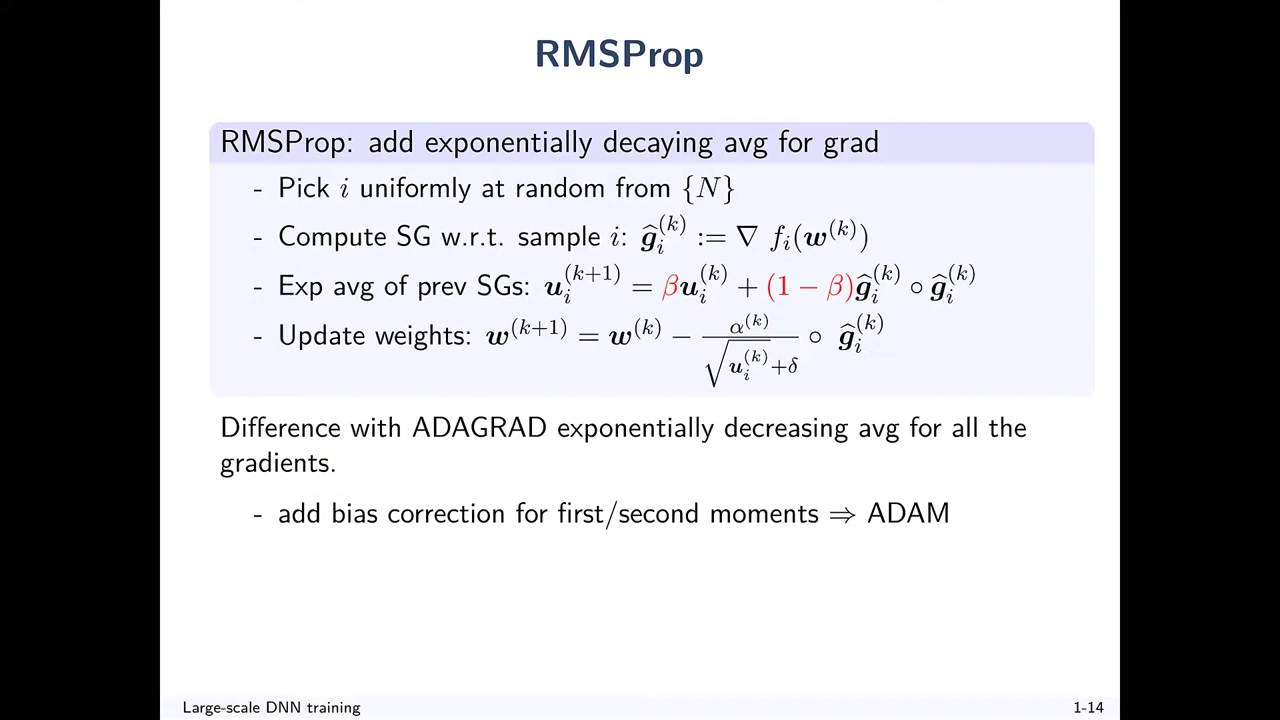 RMSProp
RMSProp: add exponentially decaying avg for grad
- Pick i uniformly at random from {N}
- Compute SG w.r.t. sample i: ĝ_i^(k) := ∇ f_i(w^(k))
- Exp avg of prev SGs: u_i^(k+1) = βu_i^(k) + (1 − β)ĝ_i^(k) ∘ ĝ_i^(k)
- Update weights: w^(k+1) = w^(k) − α^(k) / √(u_i^(k)+δ) ∘ ĝ_i^(k)
Difference with ADAGRAD exponentially decreasing avg for all the
gradients.
- add bias correction for first/second moments ⇒ ADAM
Large-scale DNN training
1-14